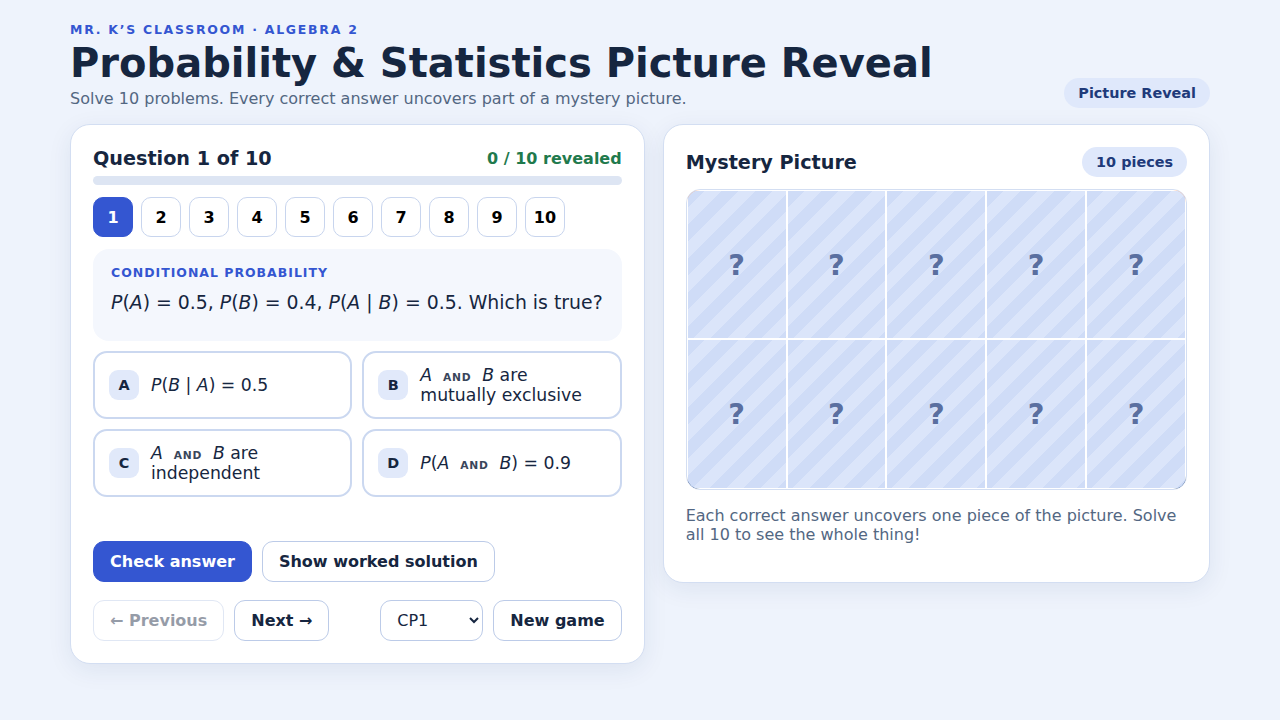 MR. K’S CLASSROOM · ALGEBRA 2
Probability & Statistics Picture Reveal
Solve 10 problems. Every correct answer uncovers part of a mystery picture.
Picture Reveal
Question 1 of 10
0 / 10 revealed
1 2 3 4 5 6 7 8 9 10
CONDITIONAL PROBABILITY
P(A) = 0.5, P(B) = 0.4, P(A | B) = 0.5. Which is true?
A P(B | A) = 0.5
B A AND B are
mutually exclusive
C A AND B are
independent
D P(A AND B) = 0.9
Check answer
Show worked solution
← Previous
Next →
CP1
New game
Mystery Picture
10 pieces
? ? ? ? ?
? ? ? ? ?
Each correct answer uncovers one piece of the picture. Solve
all 10 to see the whole thing!